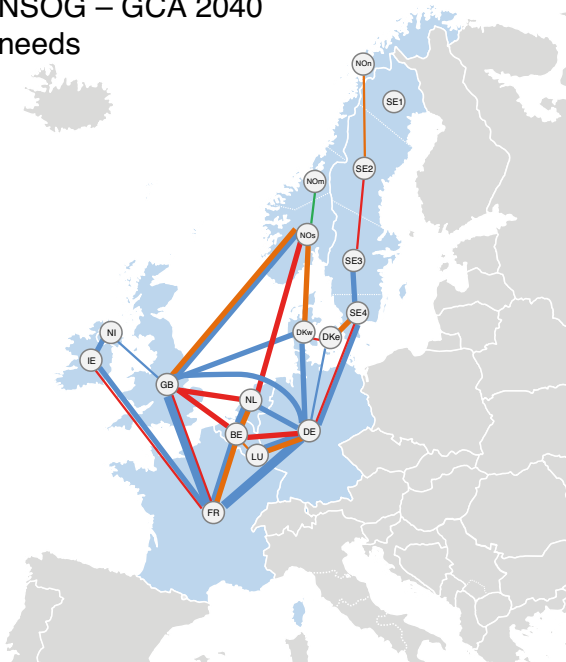 NSOG – GCA 2040
needs
NOn
SE1
SE2
NOm
NOs
SE3
SE4
NI
DKw
DKe
IE
GB
NL
BE
DE
LU
FR